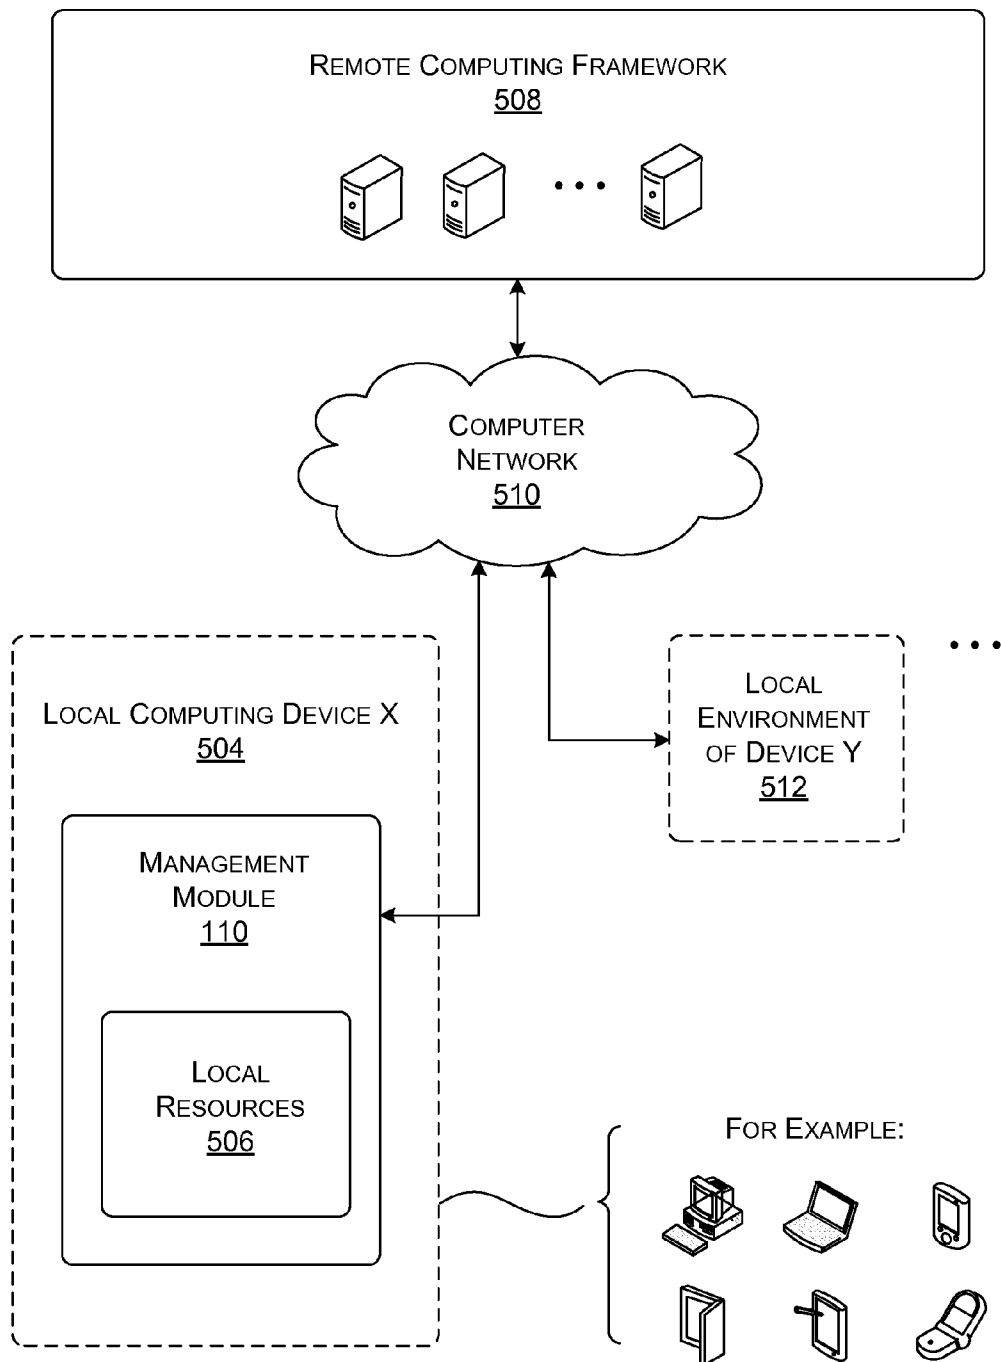 REMOTE COMPUTING FRAMEWORK
508
COMPUTER
NETWORK
510
LOCAL COMPUTING DEVICE X
504
MANAGEMENT
MODULE
110
LOCAL
RESOURCES
506
LOCAL
ENVIRONMENT
OF DEVICE Y
512
FOR EXAMPLE: